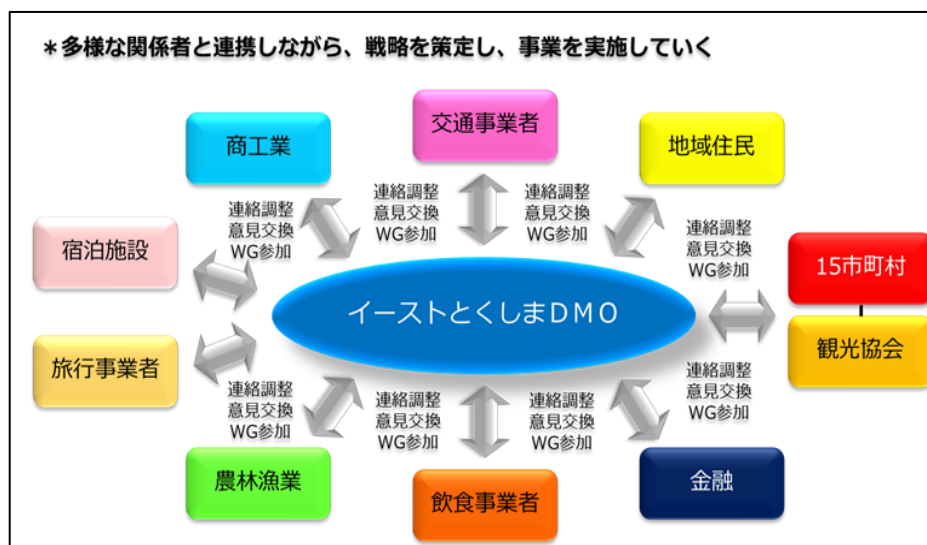 ＊多様な関係者と連携しながら、戦略を策定し、事業を実施していく
交通事業者
商工業
地域住民
連絡調整
意見交換
WG参加
連絡調整
意見交換
WG参加
連絡調整
意見交換
WG参加
連絡調整
意見交換
WG参加
宿泊施設
15市町村
イーストとくしまＤＭＯ
旅行事業者
観光協会
連絡調整
意見交換
WG参加
連絡調整
意見交換
WG参加
連絡調整
意見交換
WG参加
連絡調整
意見交換
WG参加
農林漁業
飲食事業者
金融